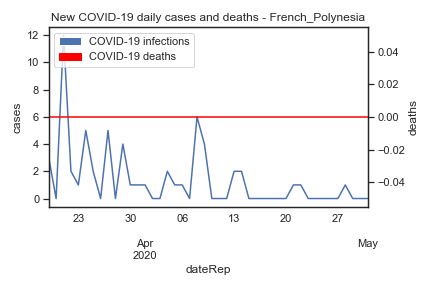 New COVID-19 daily cases and deaths - French_Polynesia
COVID-19 infections
COVID-19 deaths
cases
12
10
8
6
4
2
0
deaths
0.04
0.02
0.00
−0.02
−0.04
23 30 06 13 20 27
Apr May
2020
dateRep